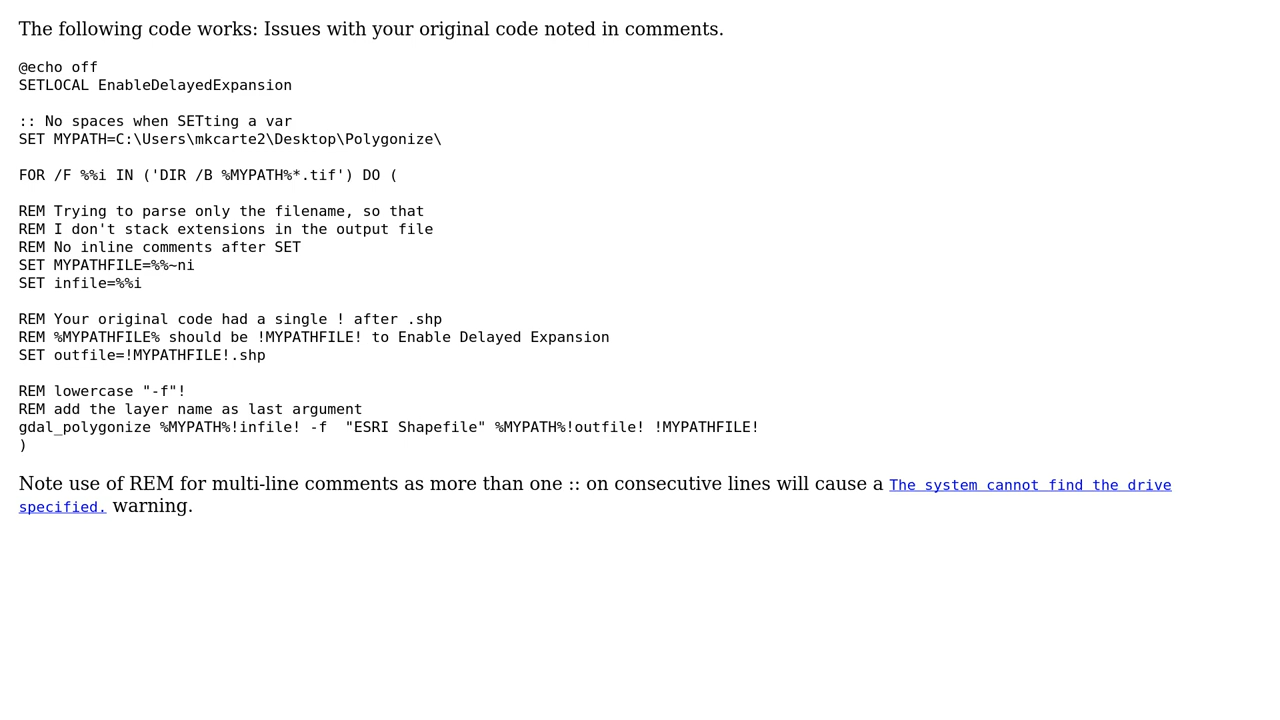 The following code works: Issues with your original code noted in comments.
@echo off
SETLOCAL EnableDelayedExpansion
:: No spaces when SETting a var
SET MYPATH=C:\Users\mkcarte2\Desktop\Polygonize\
FOR /F %%i IN ('DIR /B %MYPATH%*.tif') DO (
REM Trying to parse only the filename, so that
REM I don't stack extensions in the output file
REM No inline comments after SET
SET MYPATHFILE=%%~ni
SET infile=%%i
REM Your original code had a single ! after .shp
REM %MYPATHFILE% should be !MYPATHFILE! to Enable Delayed Expansion
SET outfile=!MYPATHFILE!.shp
REM lowercase "-f"!
REM add the layer name as last argument
gdal_polygonize %MYPATH%!infile! -f  "ESRI Shapefile" %MYPATH%!outfile! !MYPATHFILE!
)
Note use of REM for multi-line comments as more than one :: on consecutive lines will cause a The system cannot find the drive
specified. warning.